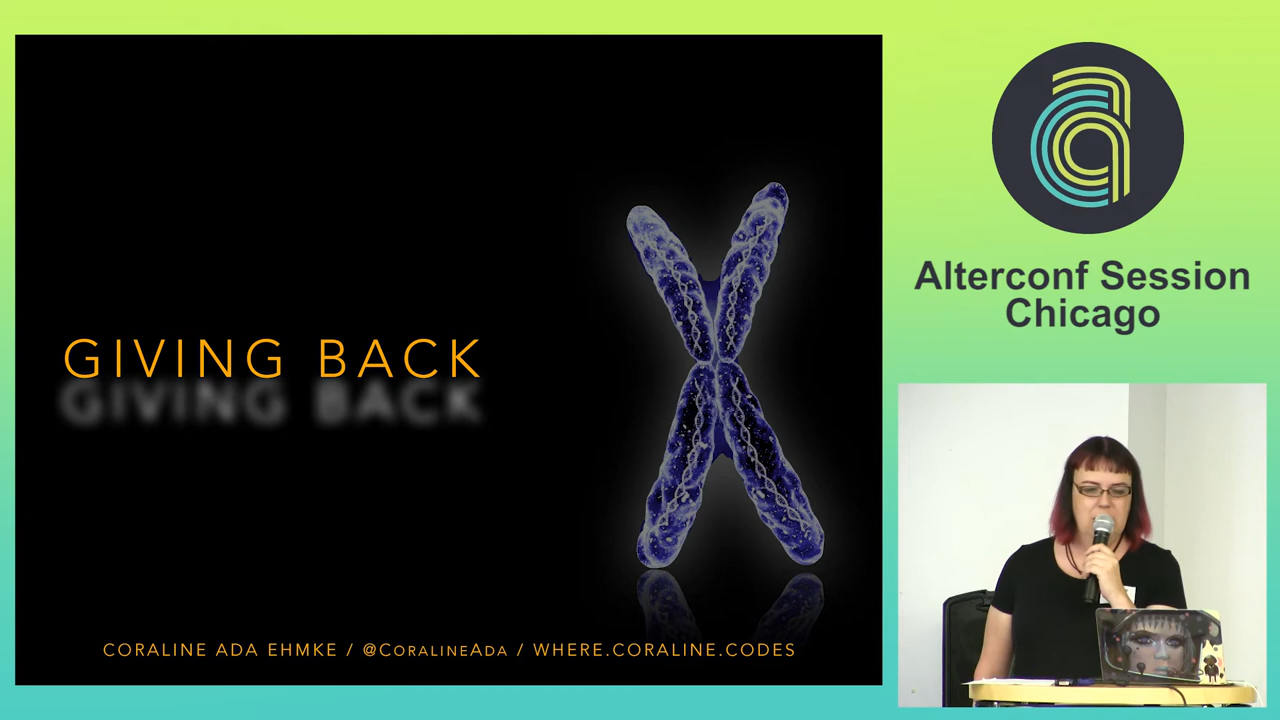 GIVING BACK
CORALINE ADA EHMKE / @CORALINEADA / WHERE.CORALINE.CODES
Alterconf Session
Chicago